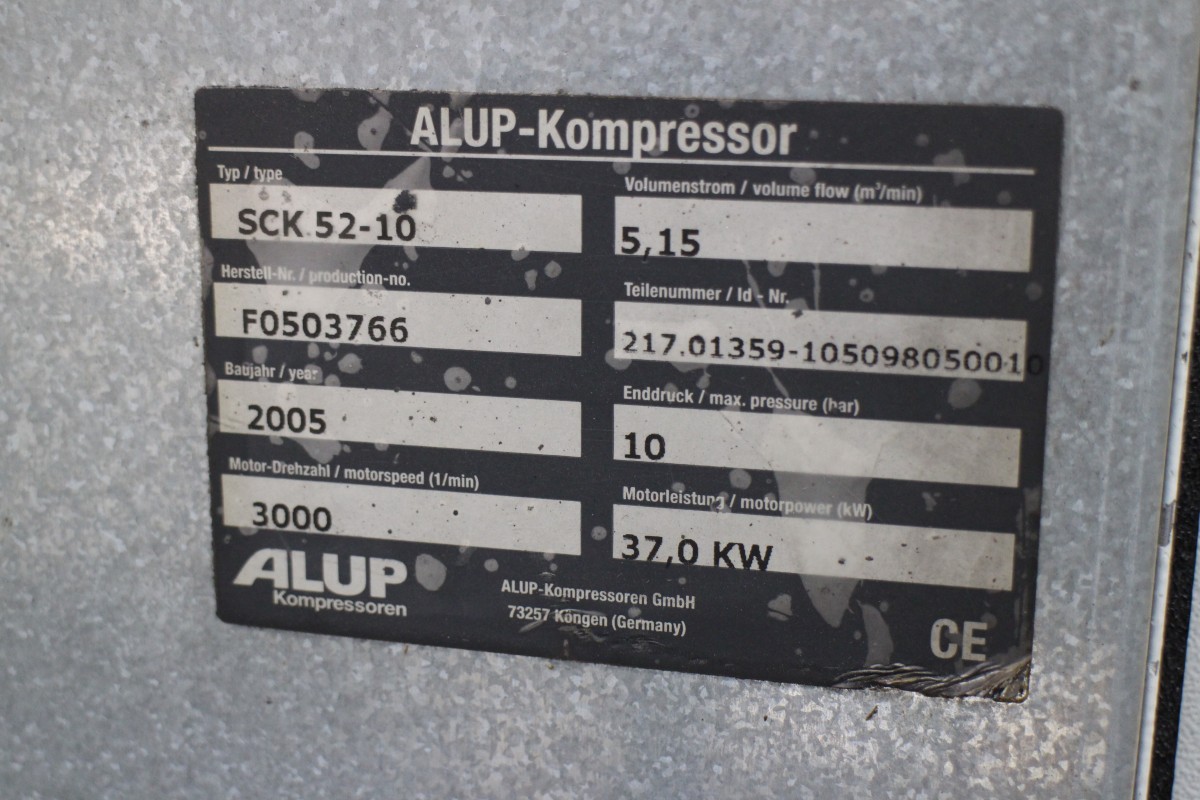 ALUP-Kompressor
Typ / type
SCK 52-10
Volumenstrom / volume flow (m³/min)
5,15
Herstell-Nr. / production-no.
F0503766
Teilenummer / Id - Nr.
217.01359-105098050010
Baujahr / year
2005
Enddruck / max. pressure (bar)
10
Motor-Drehzahl / motorspeed (1/min)
3000
Motorleistung / motorpower (kW)
37,0 KW
ALUP
Kompressoren
ALUP-Kompressoren GmbH
73257 Köngen (Germany)
CE